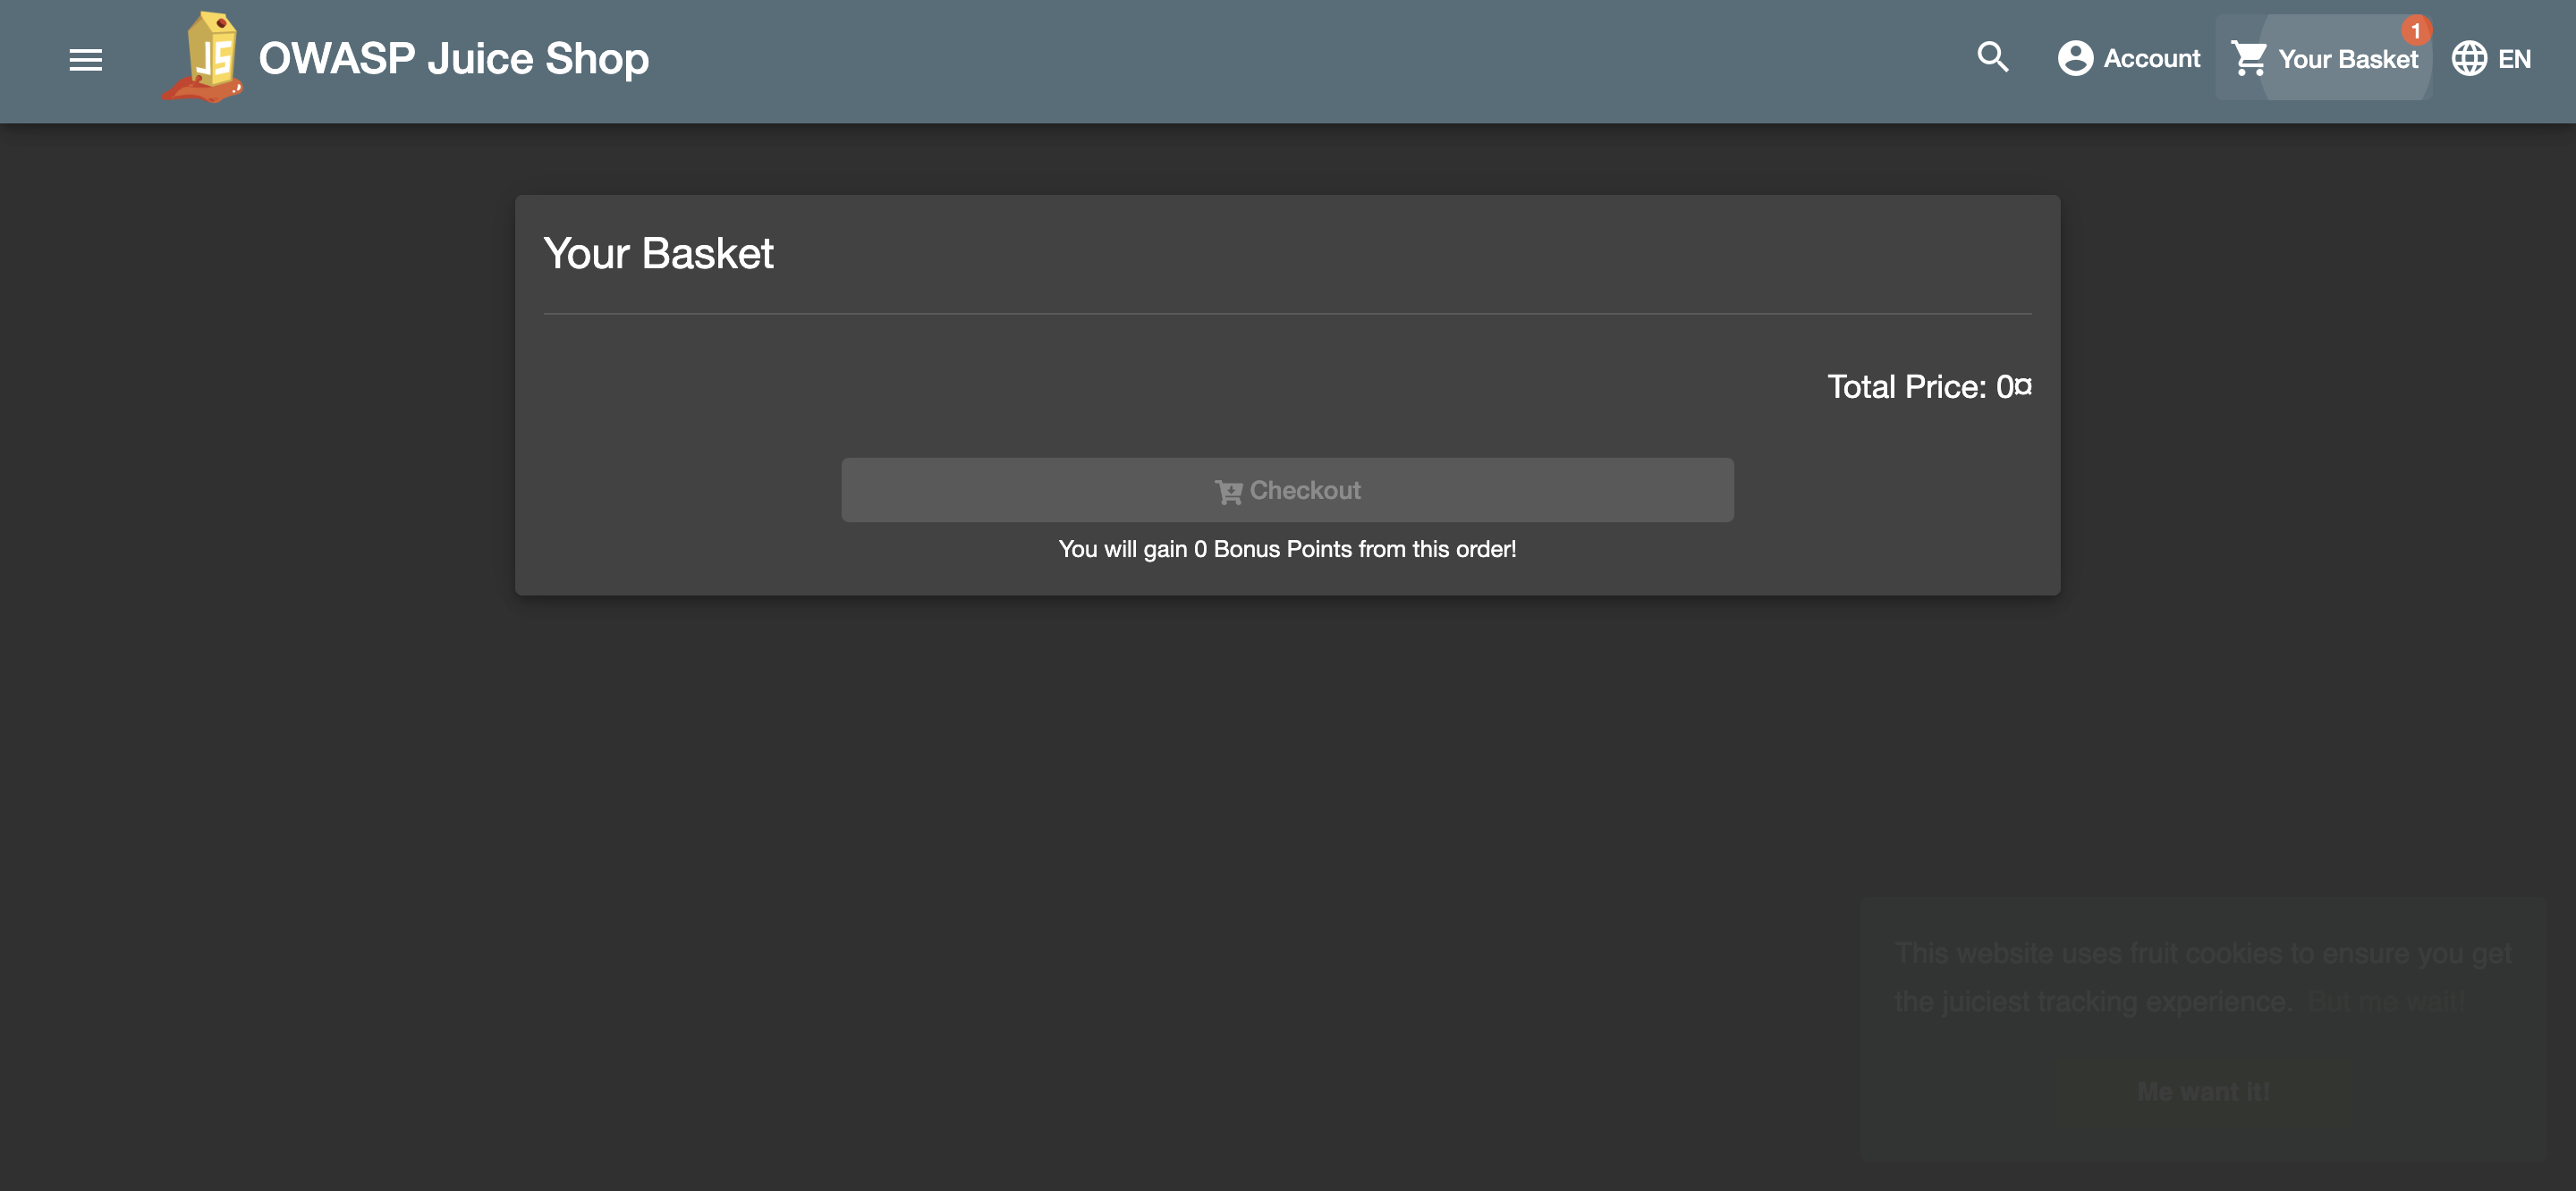 JS
OWASP Juice Shop
Account
Your Basket
1
EN
Your Basket
Total Price: 0¤
Checkout
You will gain 0 Bonus Points from this order!
This website uses fruit cookies to ensure you get
the juiciest tracking experience. But me wait!
Me want it!